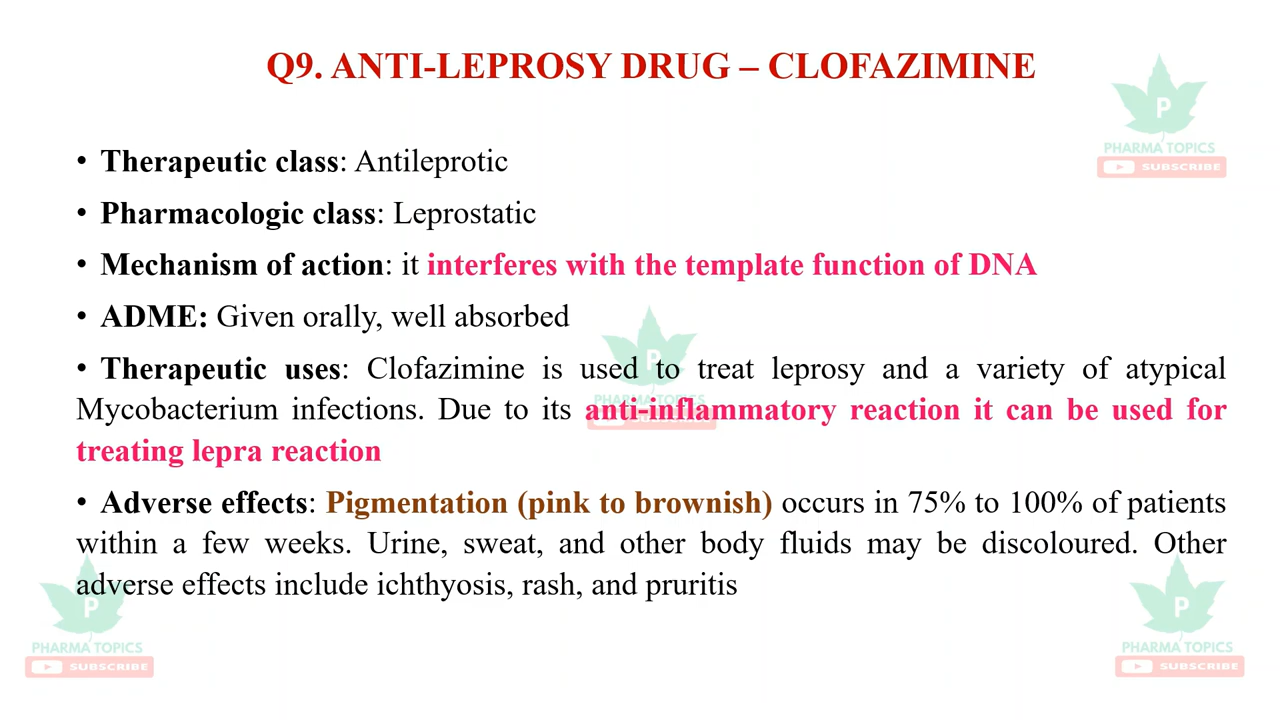 Q9. ANTI-LEPROSY DRUG – CLOFAZIMINE
P
PHARMA TOPICS
SUBSCRIBE
• Therapeutic class: Antileprotic
• Pharmacologic class: Leprostatic
• Mechanism of action: it interferes with the template function of DNA
• ADME: Given orally, well absorbed
• Therapeutic uses: Clofazimine is used to treat leprosy and a variety of atypical
Mycobacterium infections. Due to its anti-inflammatory reaction it can be used for
treating lepra reaction
P
PHARMA TOPICS
SUBSCRIBE
• Adverse effects: Pigmentation (pink to brownish) occurs in 75% to 100% of patients
within a few weeks. Urine, sweat, and other body fluids may be discoloured. Other
adverse effects include ichthyosis, rash, and pruritis
P
PHARMA TOPICS
SUBSCRIBE
P
PHARMA TOPICS
SUBSCRIBE